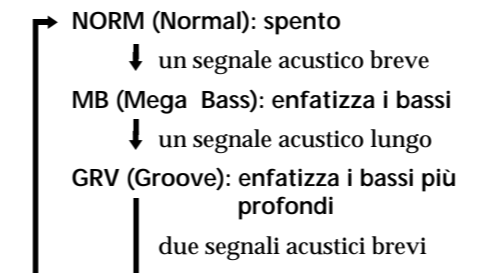 NORM (Normal): spento
un segnale acustico breve
MB (Mega Bass): enfatizza i bassi
un segnale acustico lungo
GRV (Groove): enfatizza i bassi più
profondi
due segnali acustici brevi